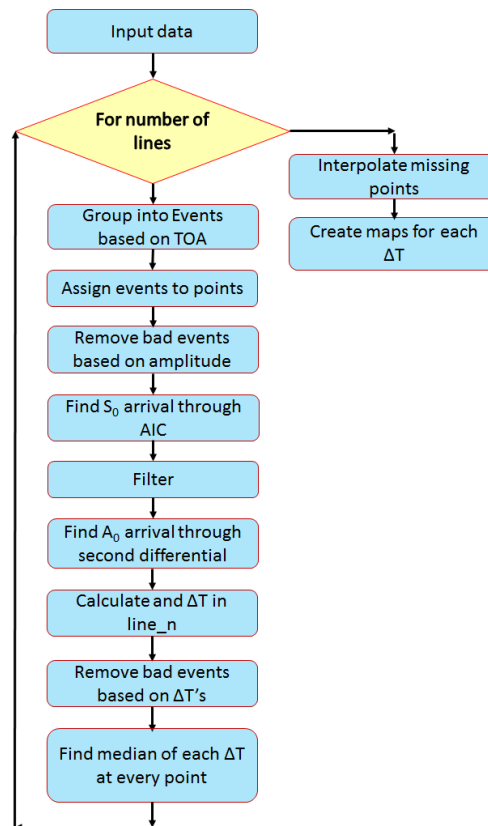 Input data
For number of
lines
Interpolate missing
points
Create maps for each
ΔT
Group into Events
based on TOA
Assign events to points
Remove bad events
based on amplitude
Find S₀ arrival through
AIC
Filter
Find A₀ arrival through
second differential
Calculate and ΔT in
line_n
Remove bad events
based on ΔT's
Find median of each ΔT
at every point